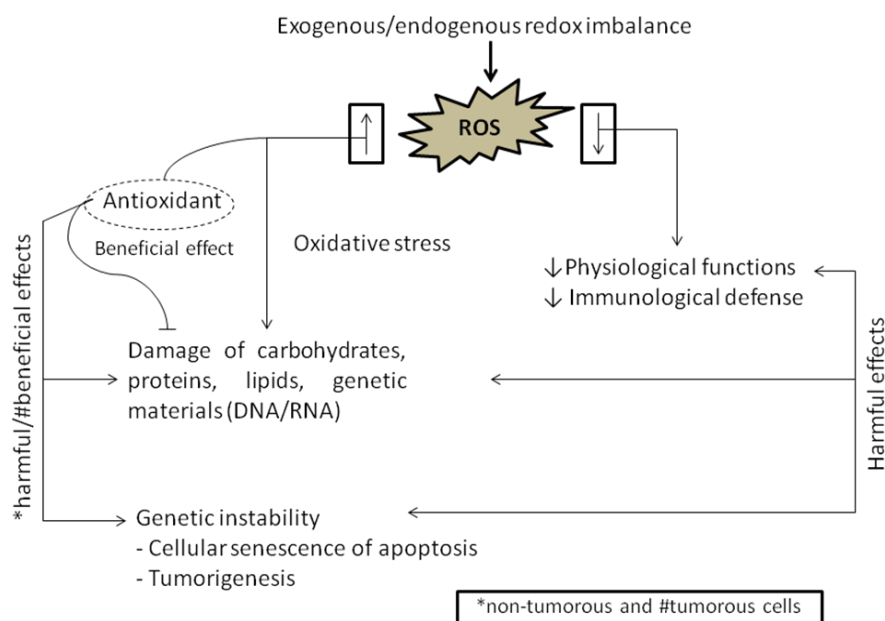 Exogenous/endogenous redox imbalance
ROS
Antioxidant
Beneficial effect
Oxidative stress
↓ Physiological functions
↓ Immunological defense
*harmful/#beneficial effects
Harmful effects
Damage of carbohydrates,
proteins, lipids, genetic
materials (DNA/RNA)
Genetic instability
- Cellular senescence of apoptosis
- Tumorigenesis
*non-tumorous and #tumorous cells